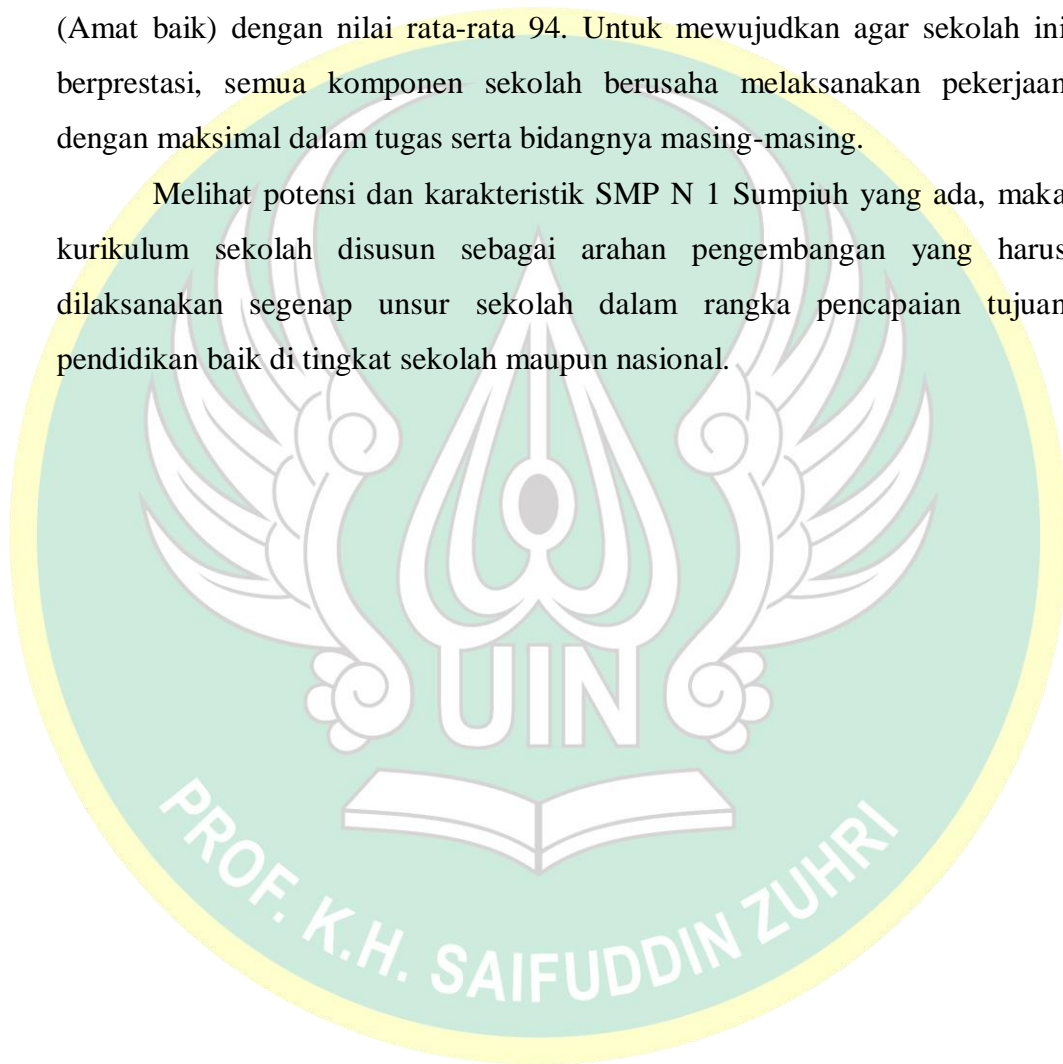 (Amat baik) dengan nilai rata-rata 94. Untuk mewujudkan agar sekolah ini
berprestasi, semua komponen sekolah berusaha melaksanakan pekerjaan
dengan maksimal dalam tugas serta bidangnya masing-masing.
Melihat potensi dan karakteristik SMP N 1 Sumpiuh yang ada, maka
kurikulum sekolah disusun sebagai arahan pengembangan yang harus
dilaksanakan segenap unsur sekolah dalam rangka pencapaian tujuan
pendidikan baik di tingkat sekolah maupun nasional.
UIN
PROF. K.H. SAIFUDDIN ZUHRI